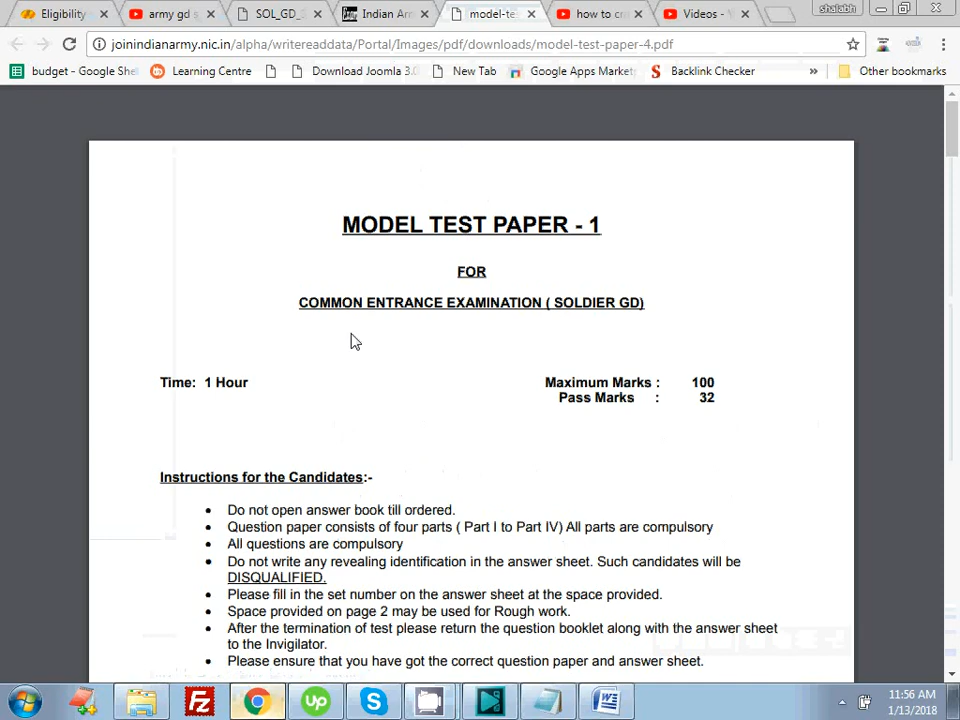 Eligibility
army gd s
SOL_GD_
Indian Arm
model-te
how to cra
Videos - 
shalabh
joinindianarmy.nic.in/alpha/writereaddata/Portal/Images/pdf/downloads/model-test-paper-4.pdf
budget - Google She
Learning Centre
Download Joomla 3.0
New Tab
Google Apps Market
Backlink Checker
»
Other bookmarks
MODEL TEST PAPER - 1
FOR
COMMON ENTRANCE EXAMINATION ( SOLDIER GD)
Time: 1 Hour
Maximum Marks : 100
Pass Marks : 32
Instructions for the Candidates:-
• Do not open answer book till ordered.
• Question paper consists of four parts ( Part I to Part IV) All parts are compulsory
• All questions are compulsory
• Do not write any revealing identification in the answer sheet. Such candidates will be
DISQUALIFIED.
• Please fill in the set number on the answer sheet at the space provided.
• Space provided on page 2 may be used for Rough work.
• After the termination of test please return the question booklet along with the answer sheet
to the Invigilator.
• Please ensure that you have got the correct question paper and answer sheet.
11:56 AM
1/13/2018